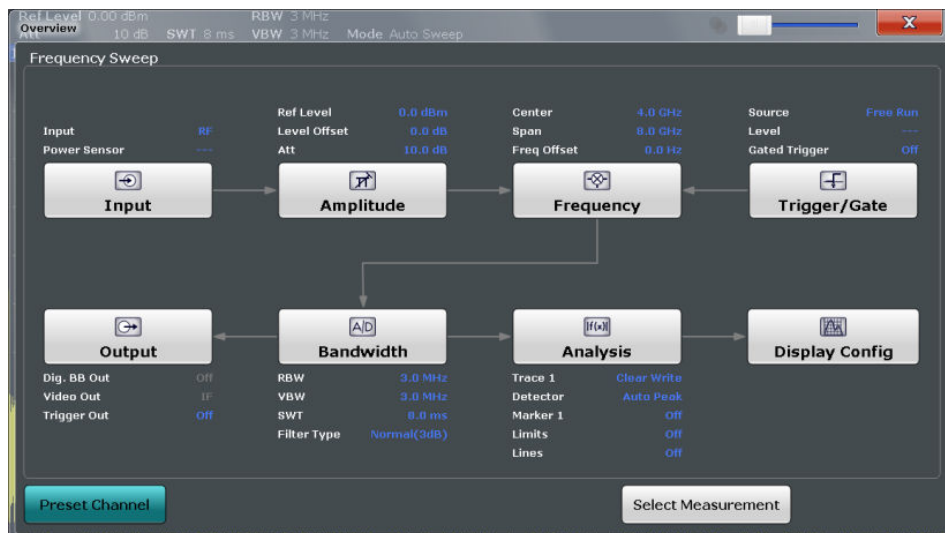 Ref Level 0.00 dBm RBW 3 MHz
Overview
Att 10 dB SWT 8 ms VBW 3 MHz Mode Auto Sweep
X
Frequency Sweep
Input RF
Power Sensor ---
Ref Level 0.0 dBm
Level Offset 0.0 dB
Att 10.0 dB
Center 4.0 GHz
Span 8.0 GHz
Freq Offset 0.0 Hz
Source Free Run
Level ---
Gated Trigger Off
Input
Amplitude
Frequency
Trigger/Gate
A/D
|f(x)|
Output
Bandwidth
Analysis
Display Config
Dig. BB Out Off
Video Out IF
Trigger Out Off
RBW 3.0 MHz
VBW 3.0 MHz
SWT 8.0 ms
Filter Type Normal(3dB)
Trace 1 Clear Write
Detector Auto Peak
Marker 1 Off
Limits Off
Lines Off
Preset Channel
Select Measurement